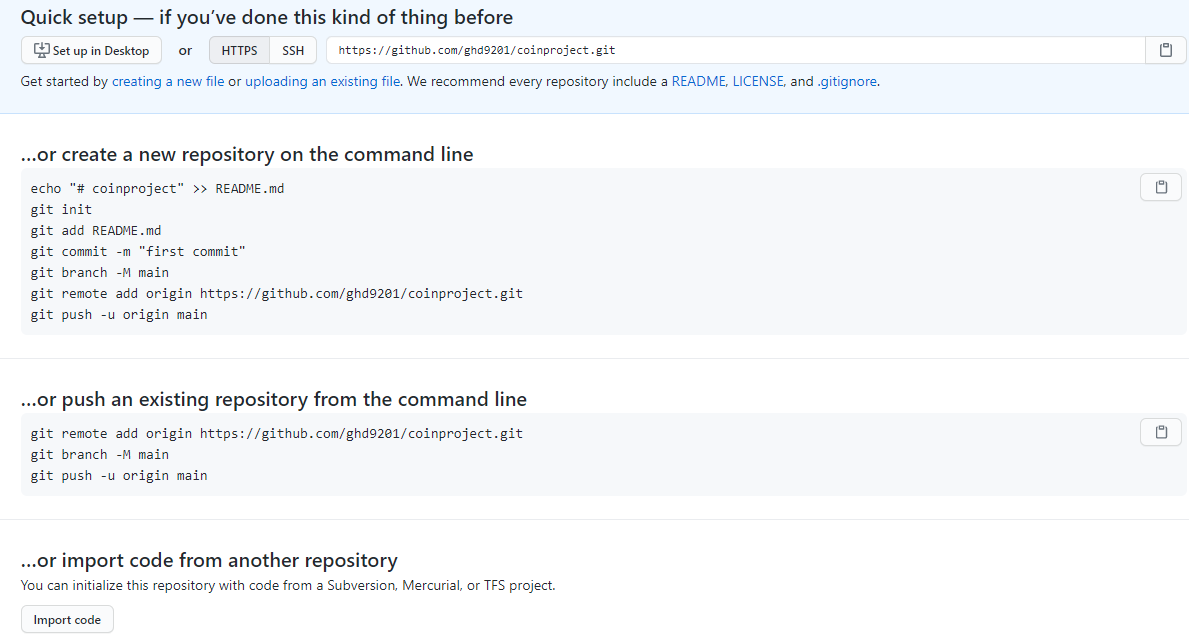 Quick setup — if you’ve done this kind of thing before
Set up in Desktop or HTTPS SSH https://github.com/ghd9201/coinproject.git
Get started by creating a new file or uploading an existing file. We recommend every repository include a README, LICENSE, and .gitignore.
…or create a new repository on the command line
echo "# coinproject" >> README.md
git init
git add README.md
git commit -m "first commit"
git branch -M main
git remote add origin https://github.com/ghd9201/coinproject.git
git push -u origin main
…or push an existing repository from the command line
git remote add origin https://github.com/ghd9201/coinproject.git
git branch -M main
git push -u origin main
…or import code from another repository
You can initialize this repository with code from a Subversion, Mercurial, or TFS project.
Import code